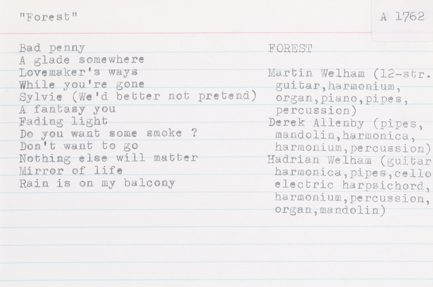 "Forest"
A 1762
Bad penny
A glade somewhere
Lovemaker's ways
While you're gone
Sylvie (We'd better not pretend)
A fantasy you
Fading light
Do you want some smoke ?
Don't want to go
Nothing else will matter
Mirror of life
Rain is on my balcony
FOREST
Martin Welham (12-str.
guitar,harmonium,
organ,piano,pipes,
percussion)
Derek Allenby (pipes,
mandolin,harmonica,
harmonium,percussion)
Hadrian Welham (guitar
harmonica,pipes,cello
electric harpsichord,
harmonium,percussion,
organ,mandolin)